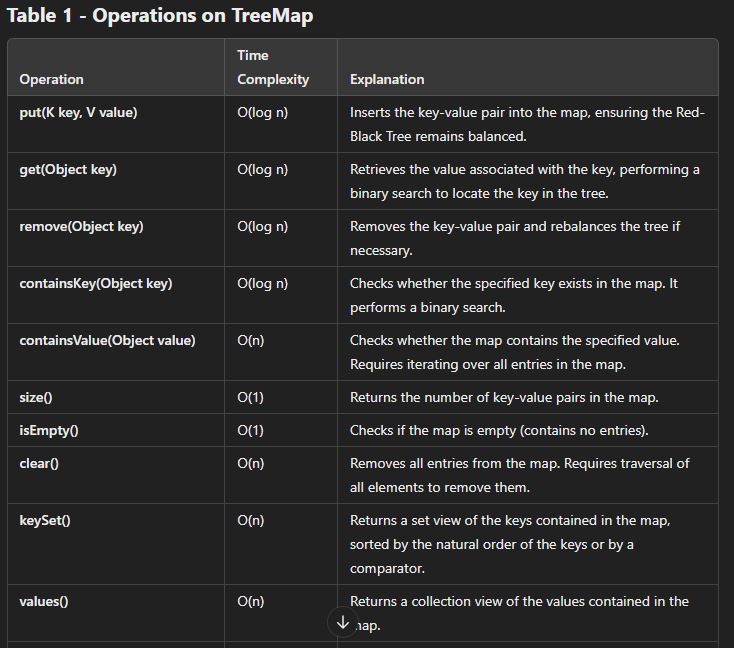 Table 1 - Operations on TreeMap
Time
Operation Complexity Explanation
put(K key, V value) O(log n) Inserts the key-value pair into the map, ensuring the Red-
Black Tree remains balanced.
get(Object key) O(log n) Retrieves the value associated with the key, performing a
binary search to locate the key in the tree.
remove(Object key) O(log n) Removes the key-value pair and rebalances the tree if
necessary.
containsKey(Object key) O(log n) Checks whether the specified key exists in the map. It
performs a binary search.
containsValue(Object value) O(n) Checks whether the map contains the specified value.
Requires iterating over all entries in the map.
size() O(1) Returns the number of key-value pairs in the map.
isEmpty() O(1) Checks if the map is empty (contains no entries).
clear() O(n) Removes all entries from the map. Requires traversal of
all elements to remove them.
keySet() O(n) Returns a set view of the keys contained in the map,
sorted by the natural order of the keys or by a
comparator.
values() O(n) Returns a collection view of the values contained in the
map.